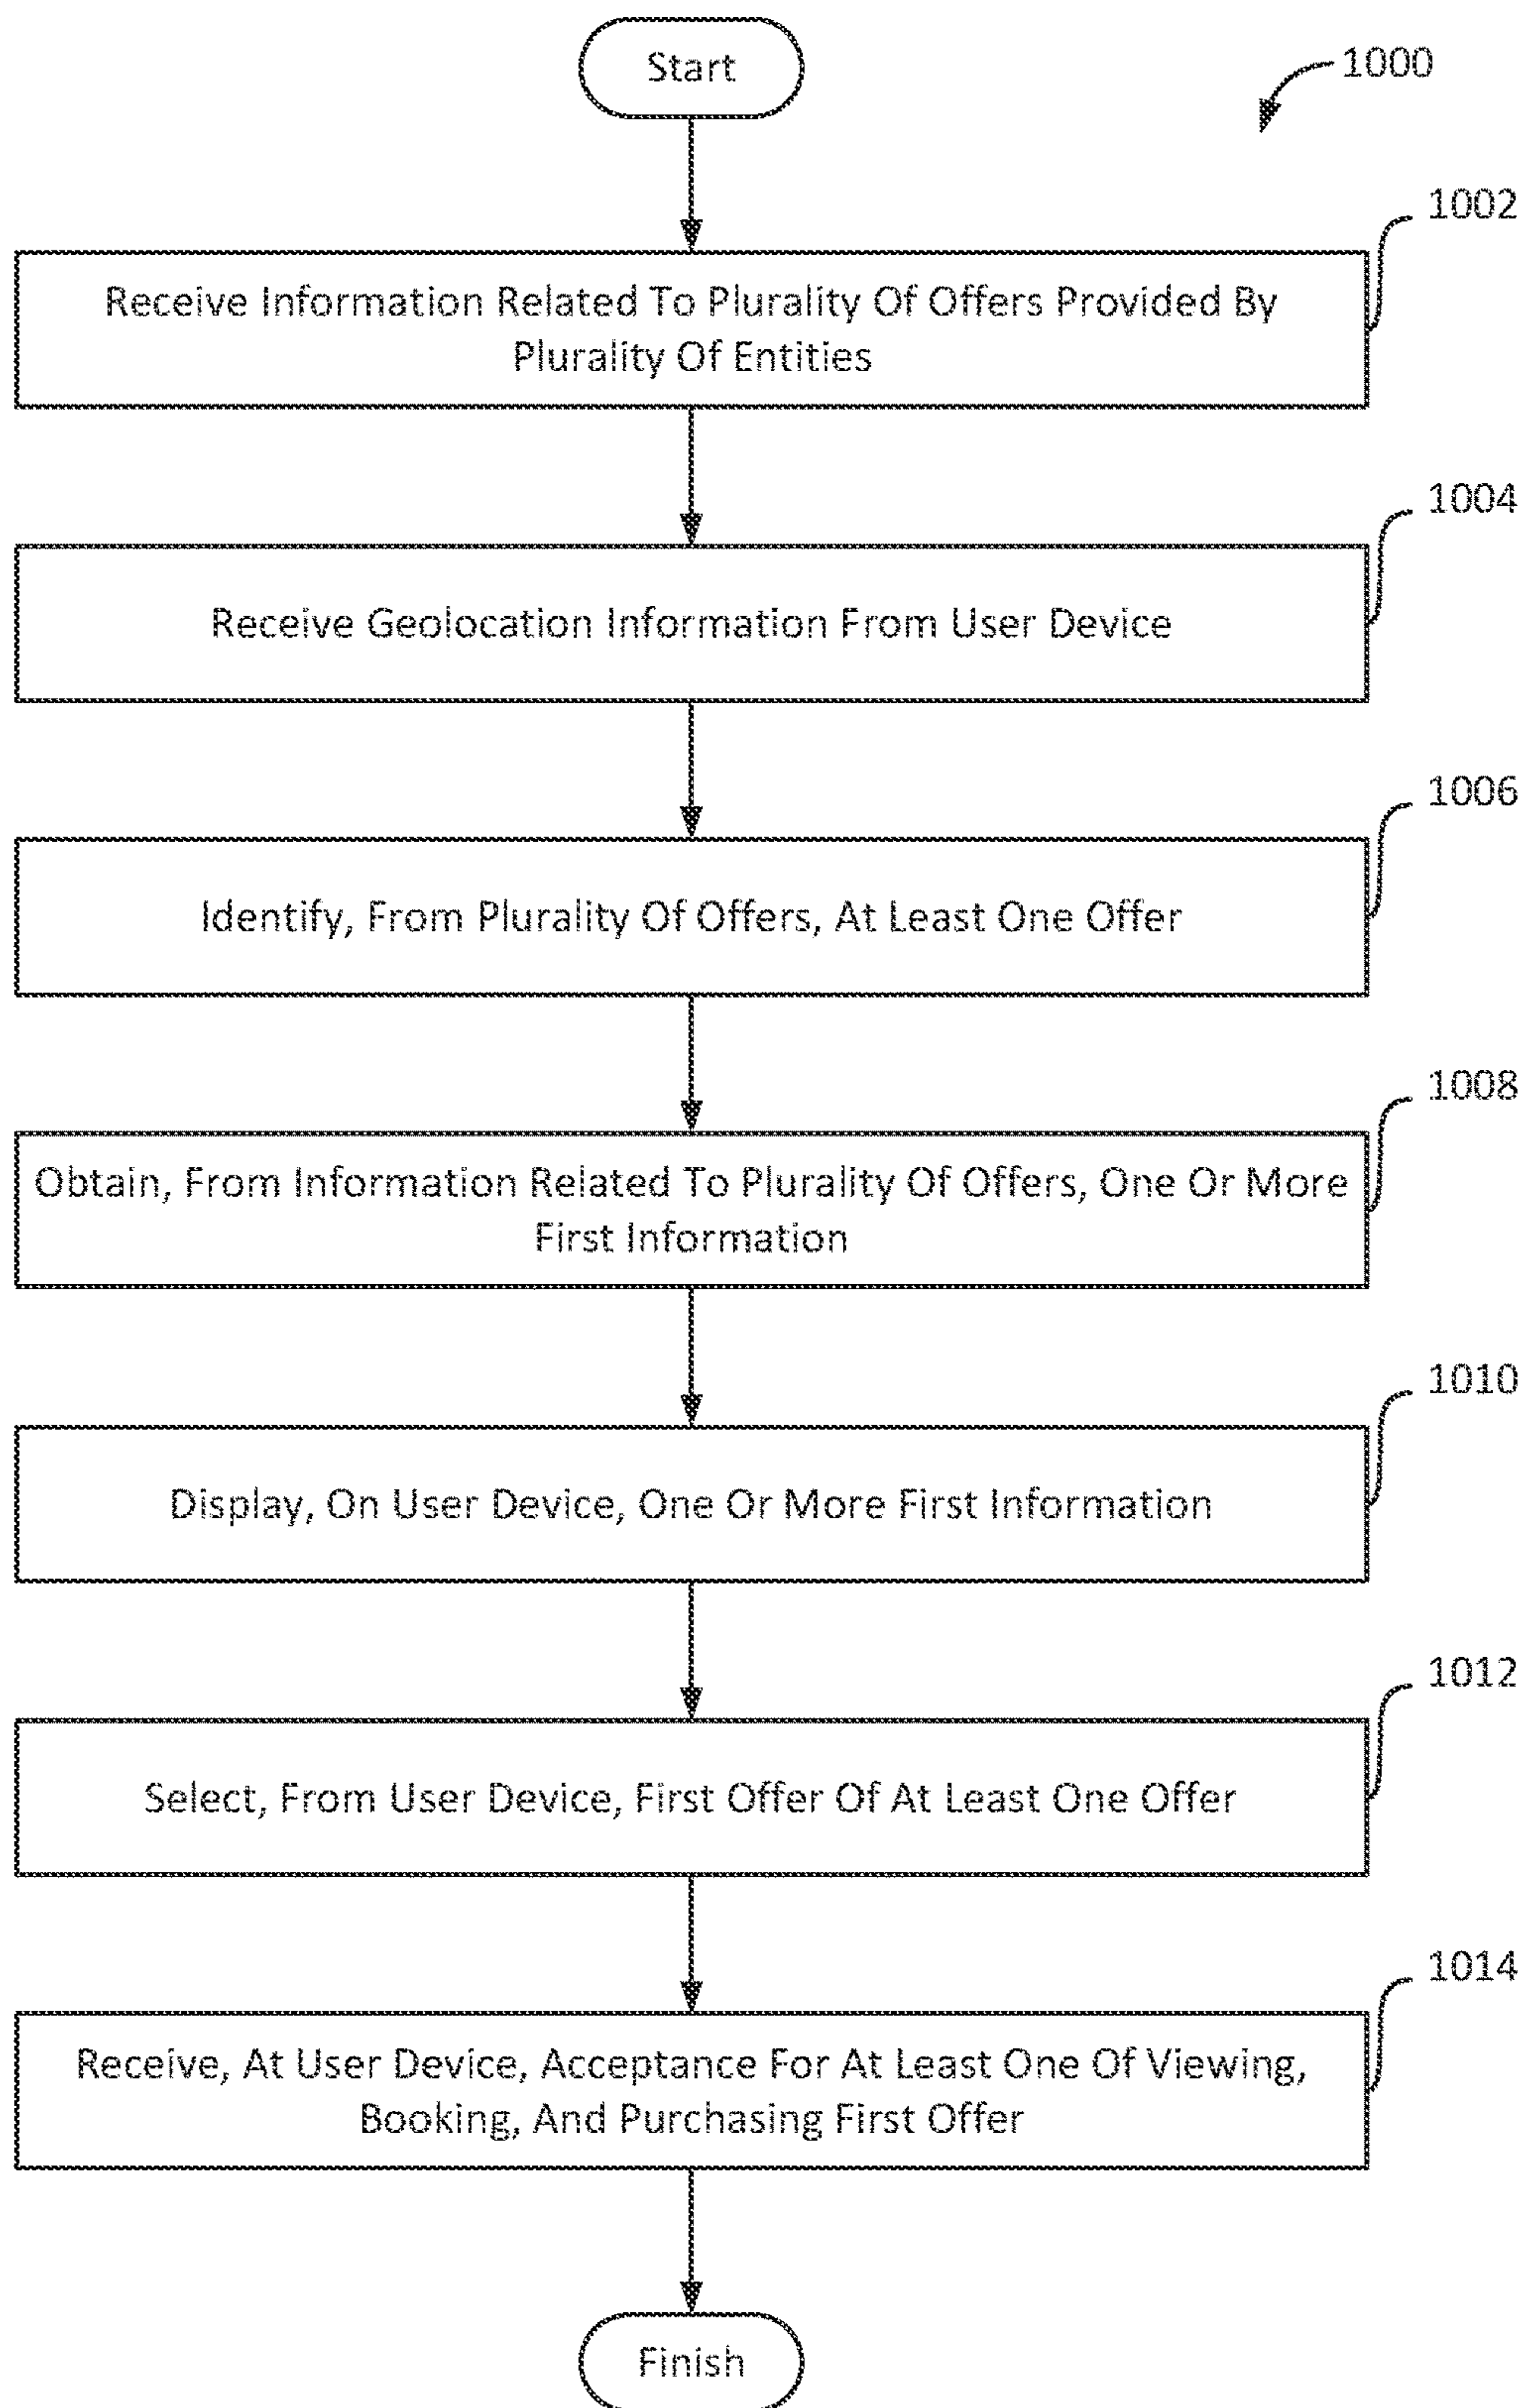 Start
1000
1002
Receive Information Related To Plurality Of Offers Provided By
Plurality Of Entities
1004
Receive Geolocation Information From User Device
1006
Identify, From Plurality Of Offers, At Least One Offer
1008
Obtain, From Information Related To Plurality Of Offers, One Or More
First Information
1010
Display, On User Device, One Or More First Information
1012
Select, From User Device, First Offer Of At Least One Offer
1014
Receive, At User Device, Acceptance For At Least One Of Viewing,
Booking, And Purchasing First Offer
Finish